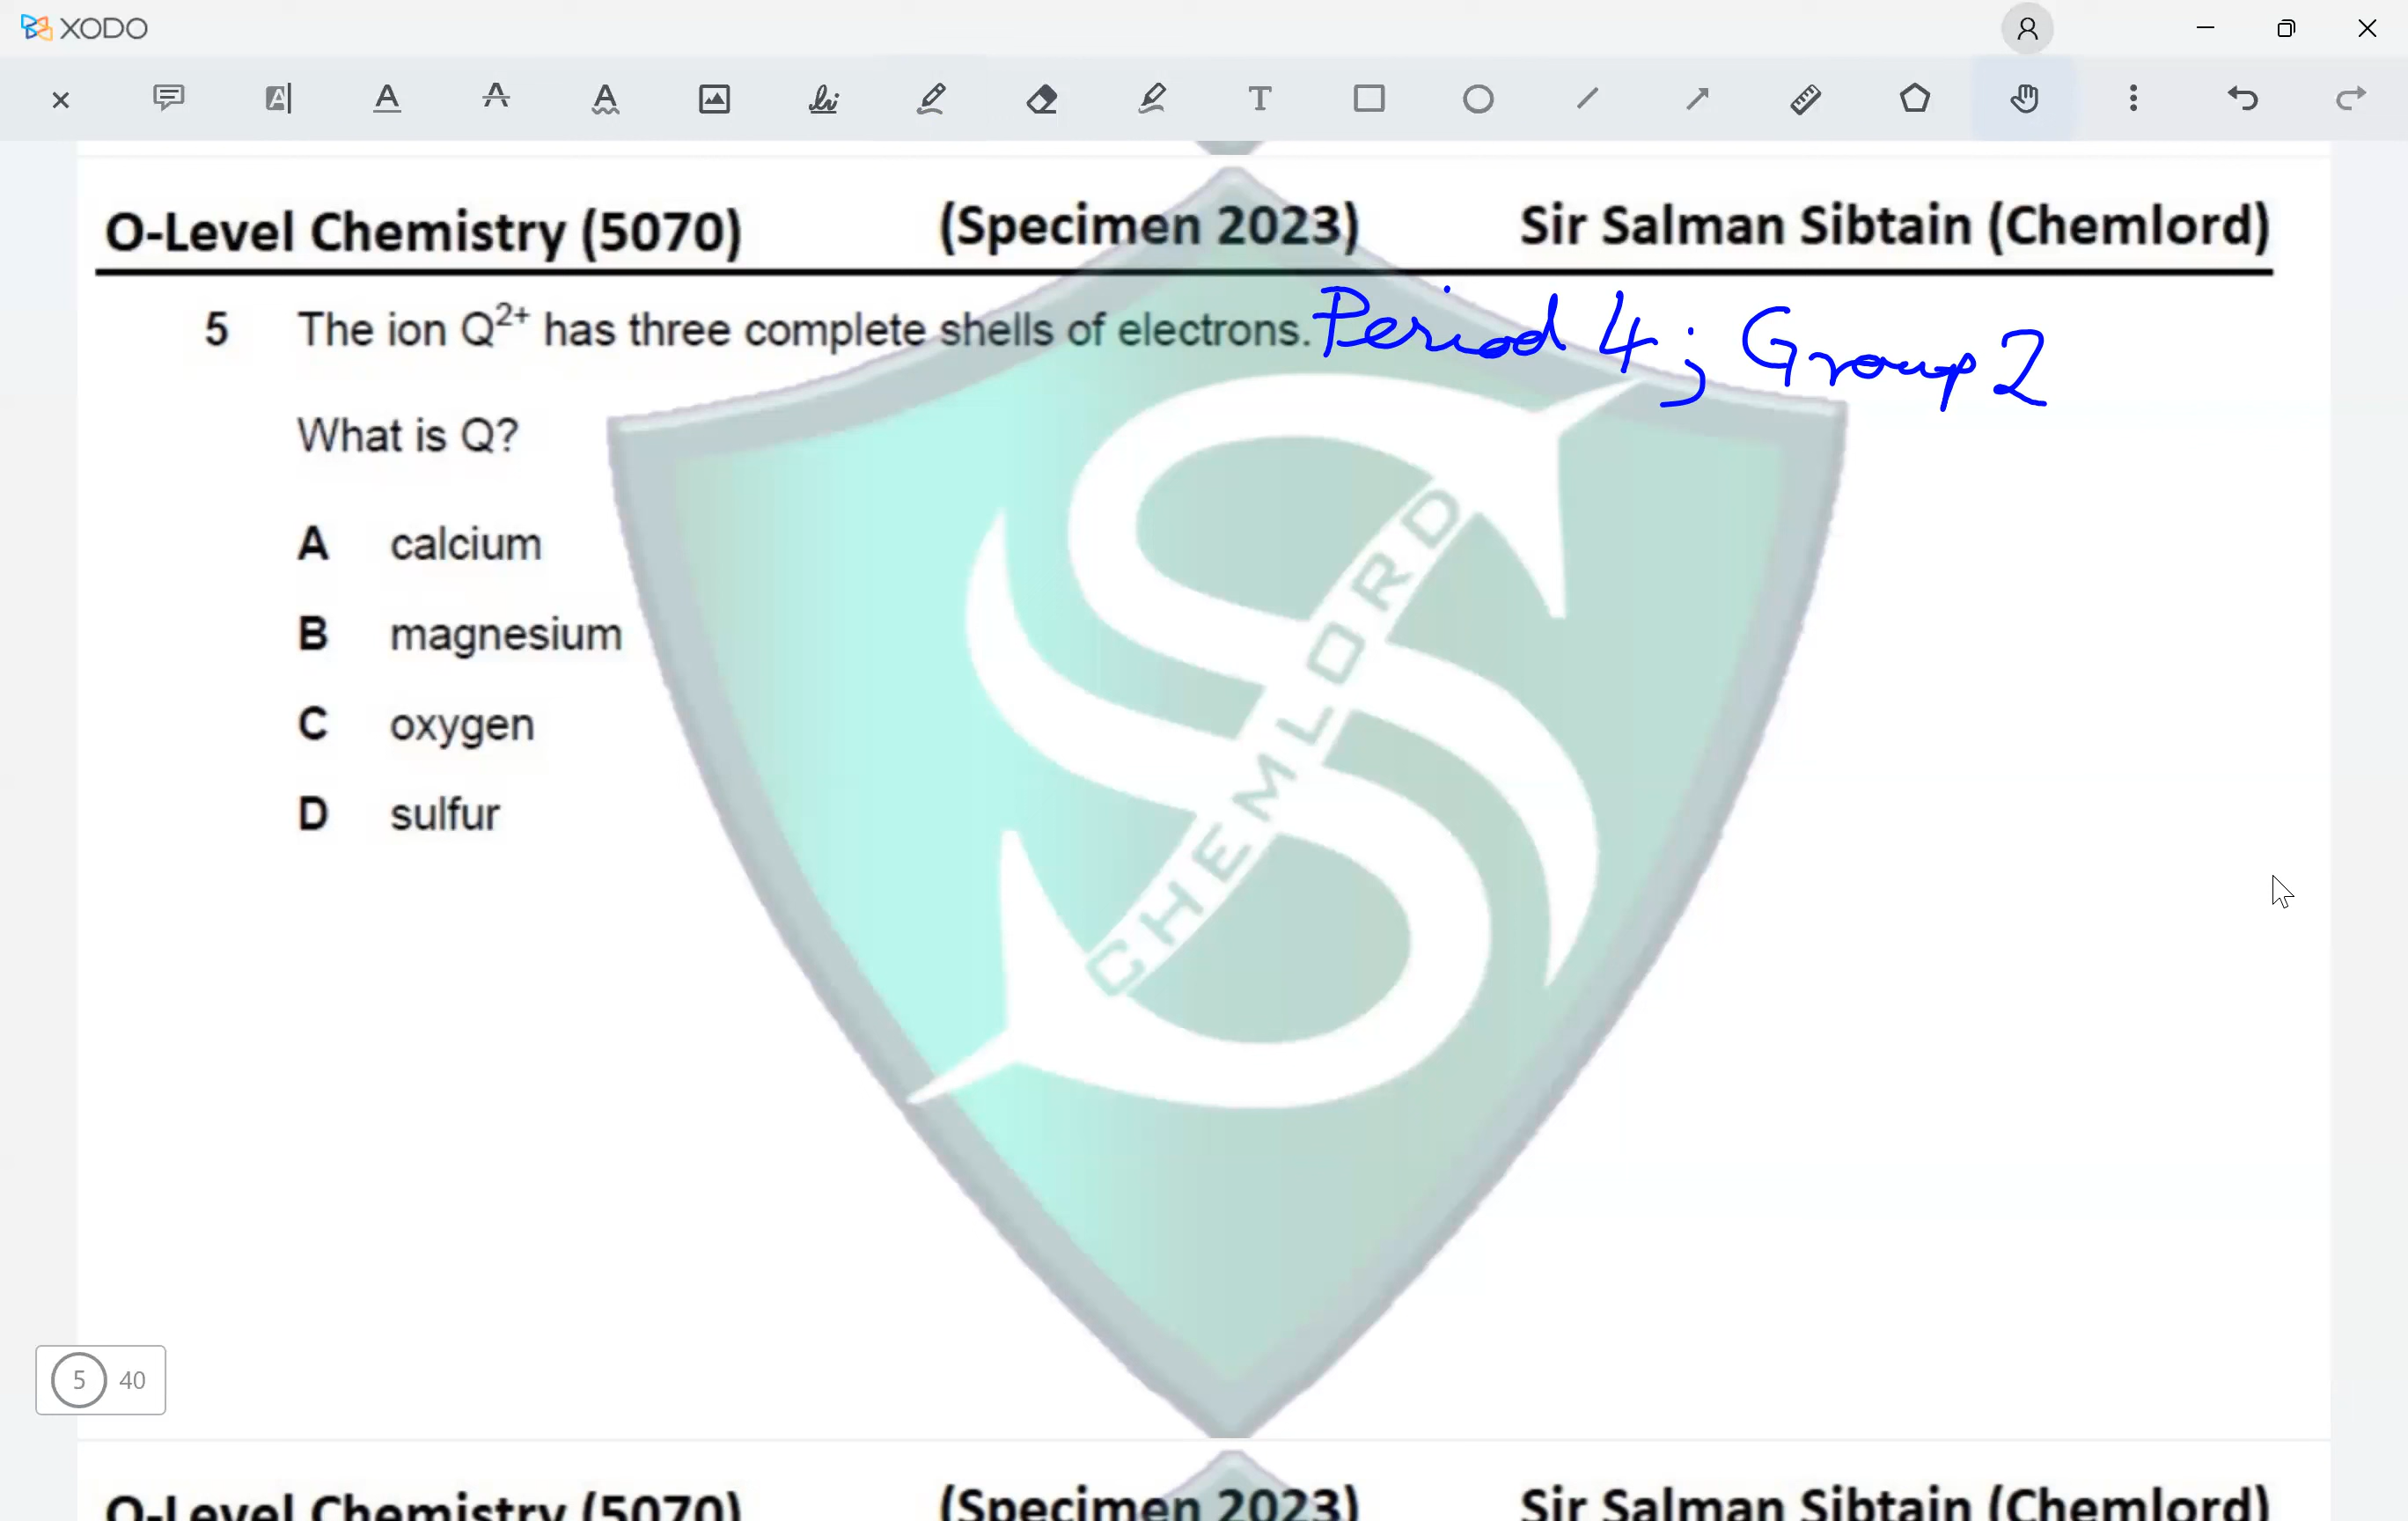 XODO
O-Level Chemistry (5070) (Specimen 2023) Sir Salman Sibtain (Chemlord)
5 The ion Q²⁺ has three complete shells of electrons. Period 4; Group 2
What is Q?
A calcium
B magnesium
C oxygen
D sulfur
CHEMLORD
5 40
O-Level Chemistry (5070) (Specimen 2023) Sir Salman Sibtain (Chemlord)